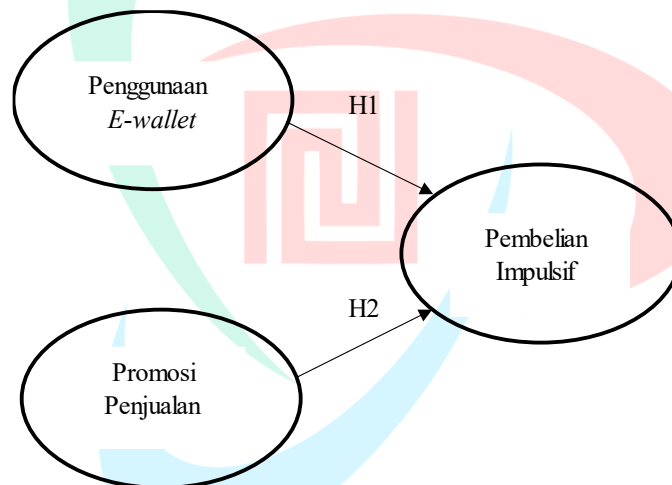 Penggunaan
E-wallet
H1
Pembelian
Impulsif
H2
Promosi
Penjualan